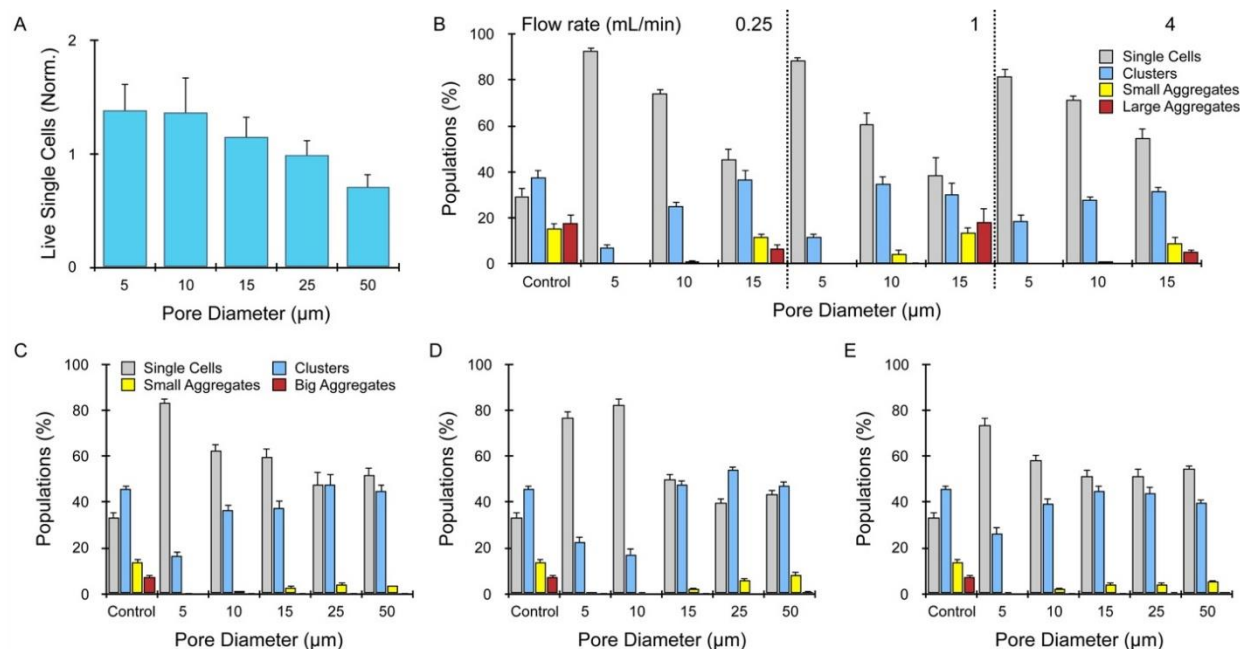 A
Live Single Cells (Norm.)
2
1
0
5 10 15 25 50
Pore Diameter (µm)
B
Flow rate (mL/min) 0.25 1 4
Populations (%)
100
80
60
40
20
0
Single Cells
Clusters
Small Aggregates
Large Aggregates
Control 5 10 15 5 10 15 5 10 15
Pore Diameter (µm)
C
Populations (%)
100
80
60
40
20
0
Single Cells Clusters
Small Aggregates Big Aggregates
Control 5 10 15 25 50
Pore Diameter (µm)
D
Populations (%)
100
80
60
40
20
0
Control 5 10 15 25 50
Pore Diameter (µm)
E
Populations (%)
100
80
60
40
20
0
Control 5 10 15 25 50
Pore Diameter (µm)